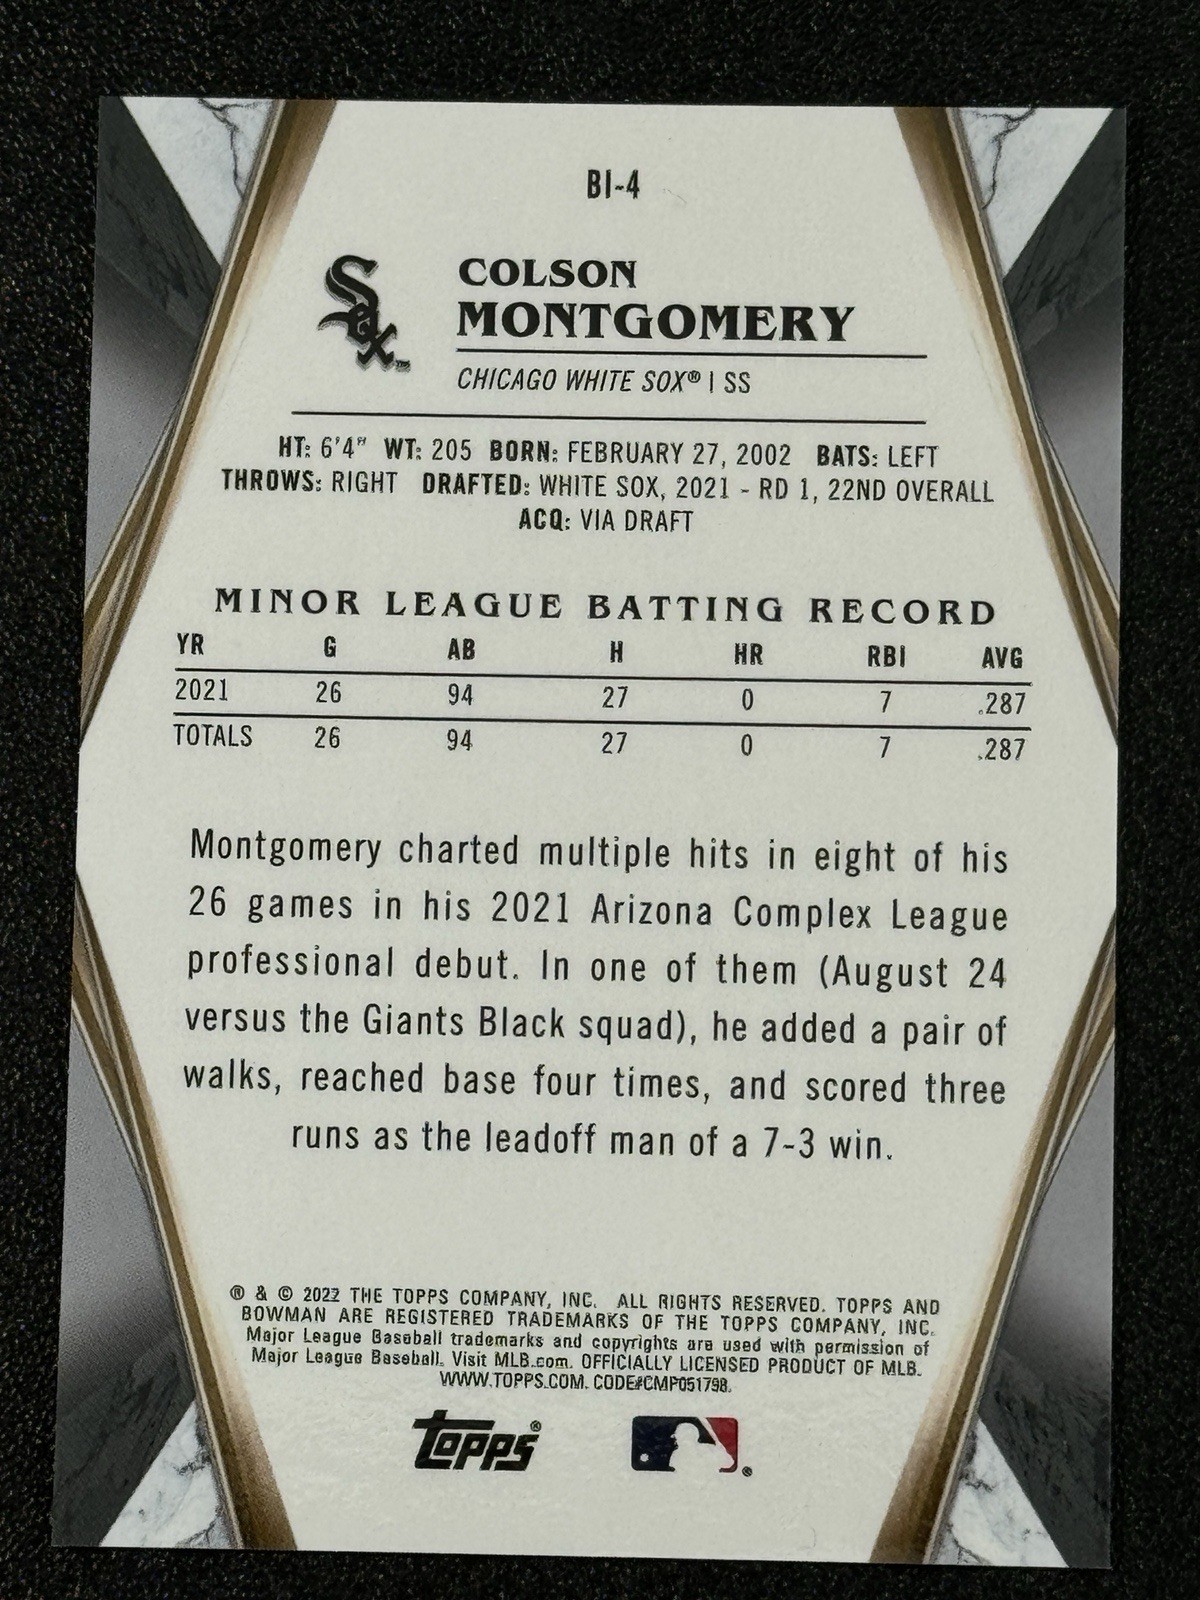 BI-4
Sox™
COLSON
MONTGOMERY
CHICAGO WHITE SOX® | SS
HT: 6'4" WT: 205 BORN: FEBRUARY 27, 2002 BATS: LEFT
THROWS: RIGHT DRAFTED: WHITE SOX, 2021 - RD 1, 22ND OVERALL
ACQ: VIA DRAFT
MINOR LEAGUE BATTING RECORD
YR G AB H HR RBI AVG
2021 26 94 27 0 7 .287
TOTALS 26 94 27 0 7 .287
Montgomery charted multiple hits in eight of his
26 games in his 2021 Arizona Complex League
professional debut. In one of them (August 24
versus the Giants Black squad), he added a pair of
walks, reached base four times, and scored three
runs as the leadoff man of a 7-3 win.
® & © 2022 THE TOPPS COMPANY, INC. ALL RIGHTS RESERVED. TOPPS AND
BOWMAN ARE REGISTERED TRADEMARKS OF THE TOPPS COMPANY, INC.
Major League Baseball trademarks and copyrights are used with permission of
Major League Baseball. Visit MLB.com. OFFICIALLY LICENSED PRODUCT OF MLB.
WWW.TOPPS.COM. CODE#CMP051798.
Topps® ®